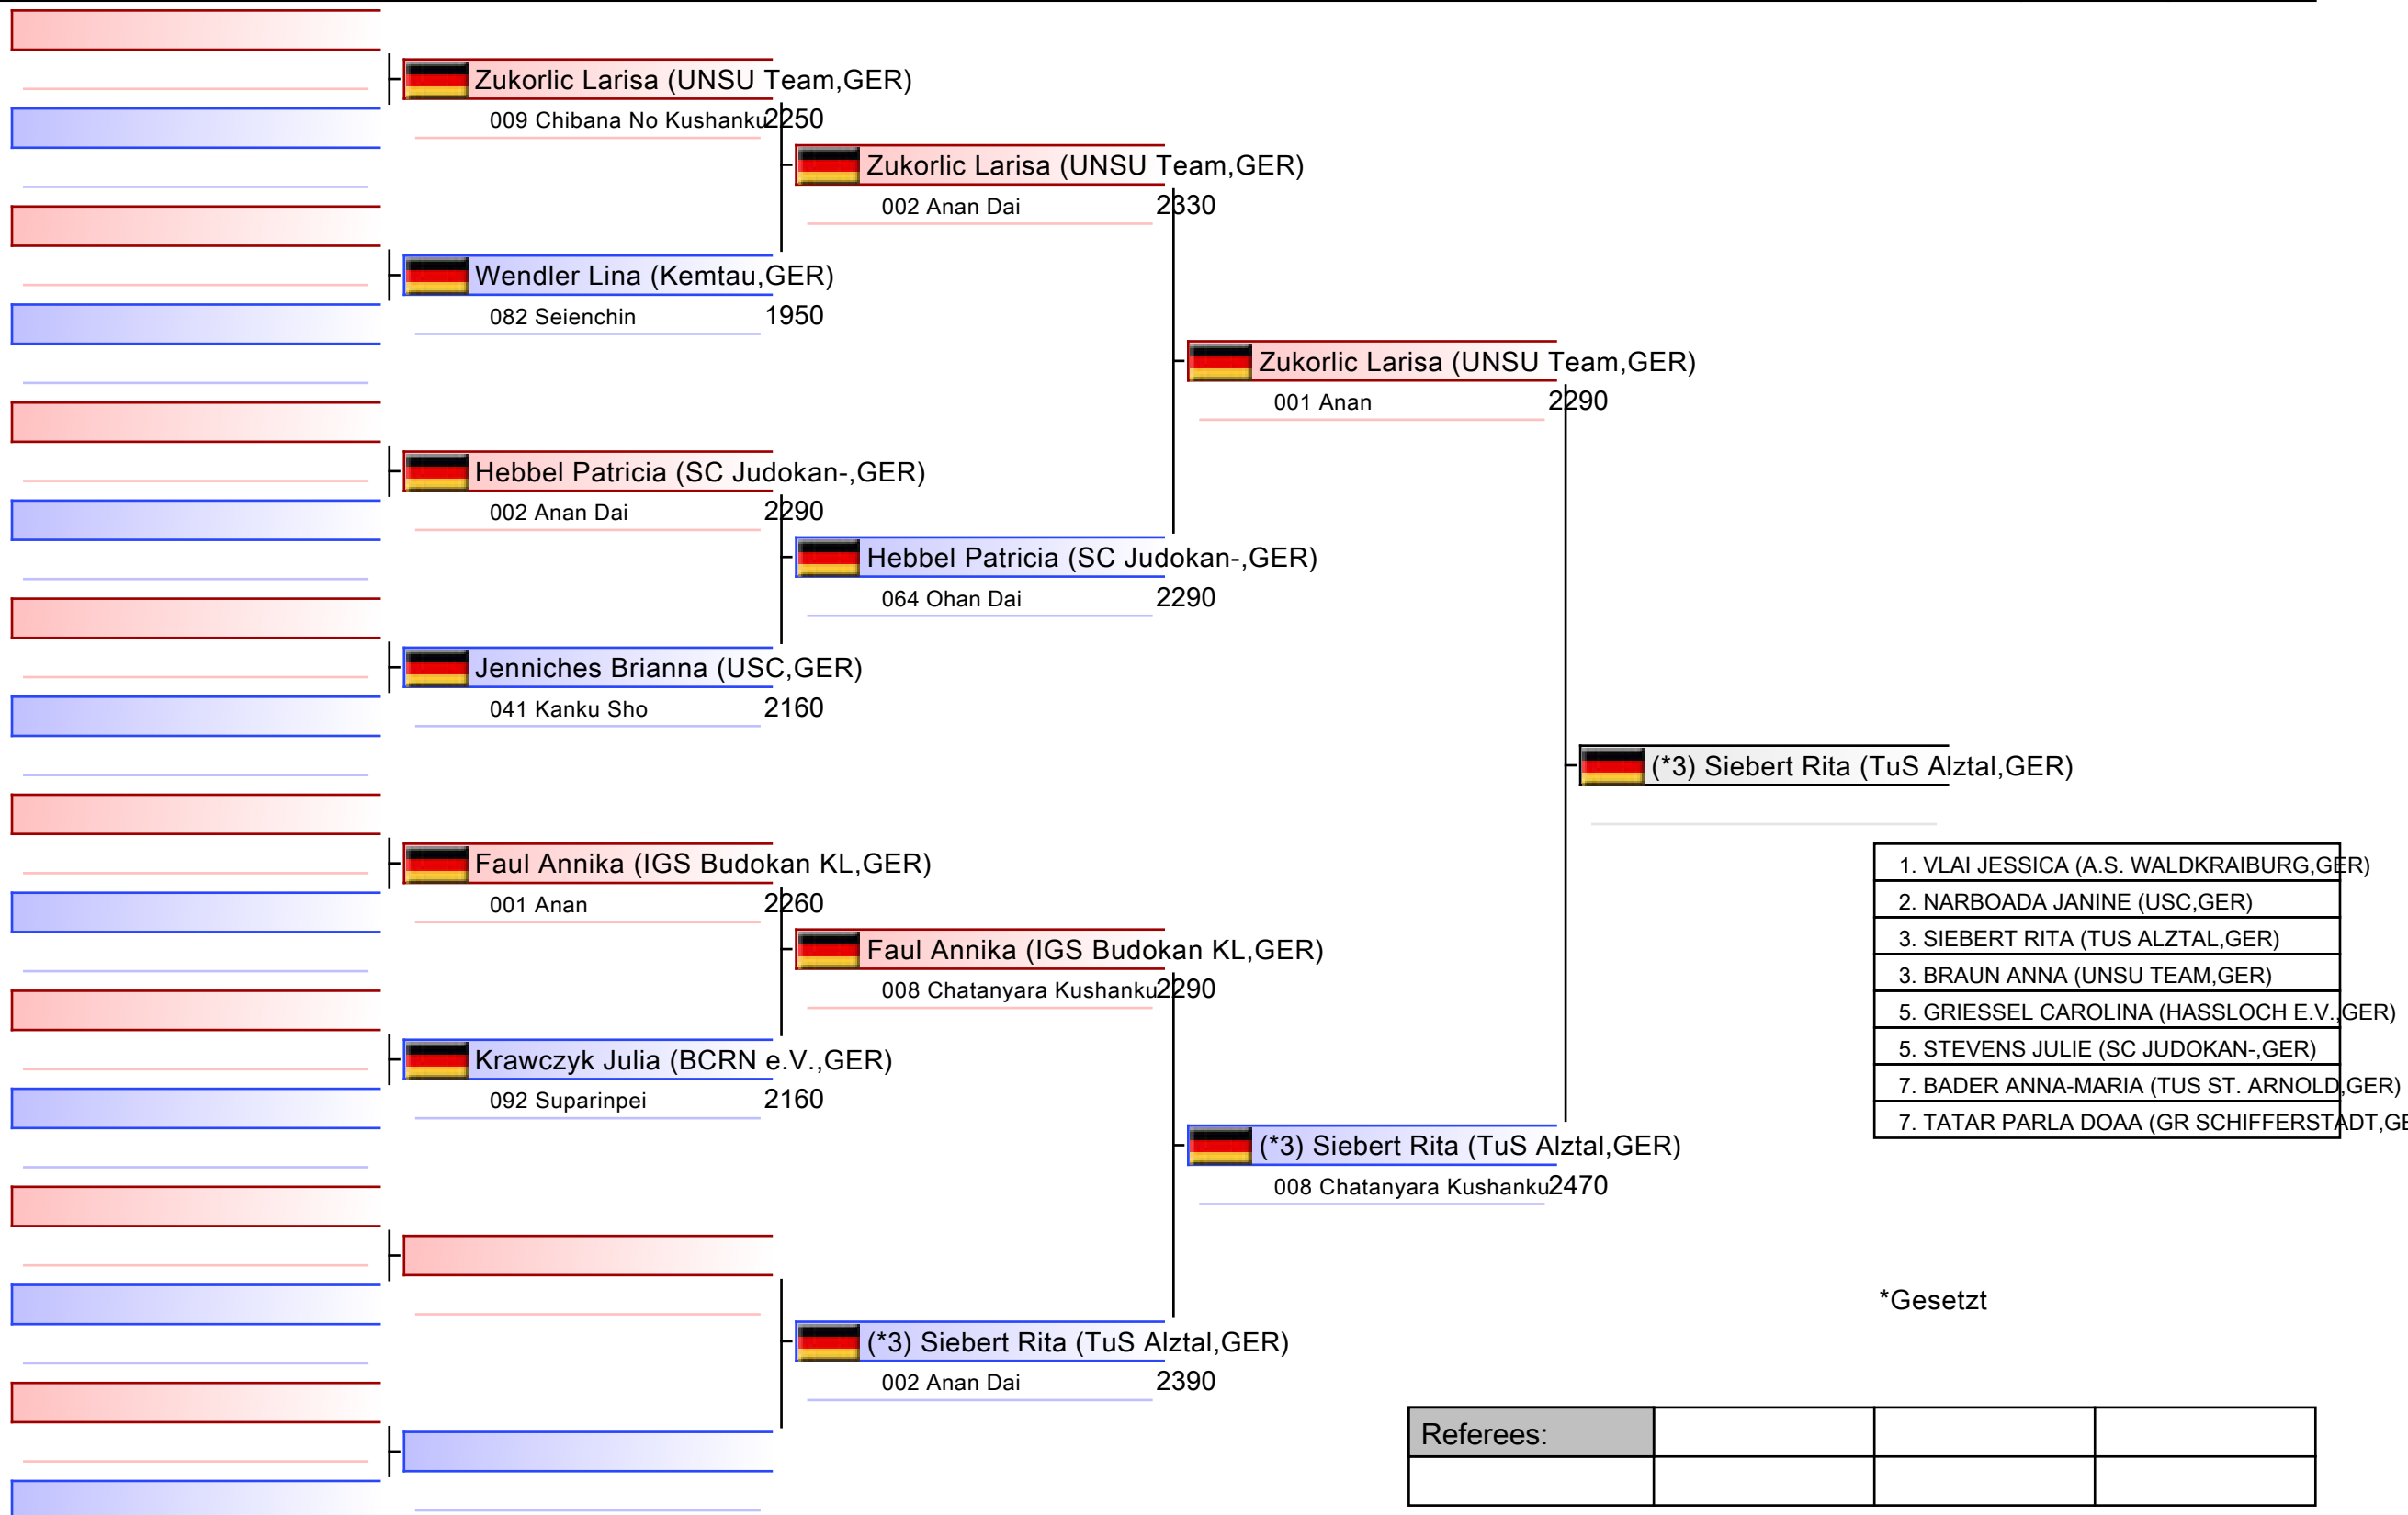 Zukorlic Larisa (UNSU Team,GER)
009 Chibana No Kushanku 2250
Zukorlic Larisa (UNSU Team,GER)
002 Anan Dai 2330
Wendler Lina (Kemtau,GER)
082 Seienchin 1950
Zukorlic Larisa (UNSU Team,GER)
001 Anan 2290
Hebbel Patricia (SC Judokan-,GER)
002 Anan Dai 2290
Hebbel Patricia (SC Judokan-,GER)
064 Ohan Dai 2290
Jenniches Brianna (USC,GER)
041 Kanku Sho 2160
(*3) Siebert Rita (TuS Alztal,GER)
Faul Annika (IGS Budokan KL,GER)
001 Anan 2260
Faul Annika (IGS Budokan KL,GER)
008 Chatanyara Kushanku 2290
Krawczyk Julia (BCRN e.V.,GER)
092 Suparinpei 2160
(*3) Siebert Rita (TuS Alztal,GER)
008 Chatanyara Kushanku 2470
(*3) Siebert Rita (TuS Alztal,GER)
002 Anan Dai 2390
1. VLAI JESSICA (A.S. WALDKRAIBURG,GER)
2. NARBOADA JANINE (USC,GER)
3. SIEBERT RITA (TUS ALZTAL,GER)
3. BRAUN ANNA (UNSU TEAM,GER)
5. GRIESSEL CAROLINA (HASSLOCH E.V.,GER)
5. STEVENS JULIE (SC JUDOKAN-,GER)
7. BADER ANNA-MARIA (TUS ST. ARNOLD,GER)
7. TATAR PARLA DOAA (GR SCHIFFERSTADT,GE
*Gesetzt
Referees: